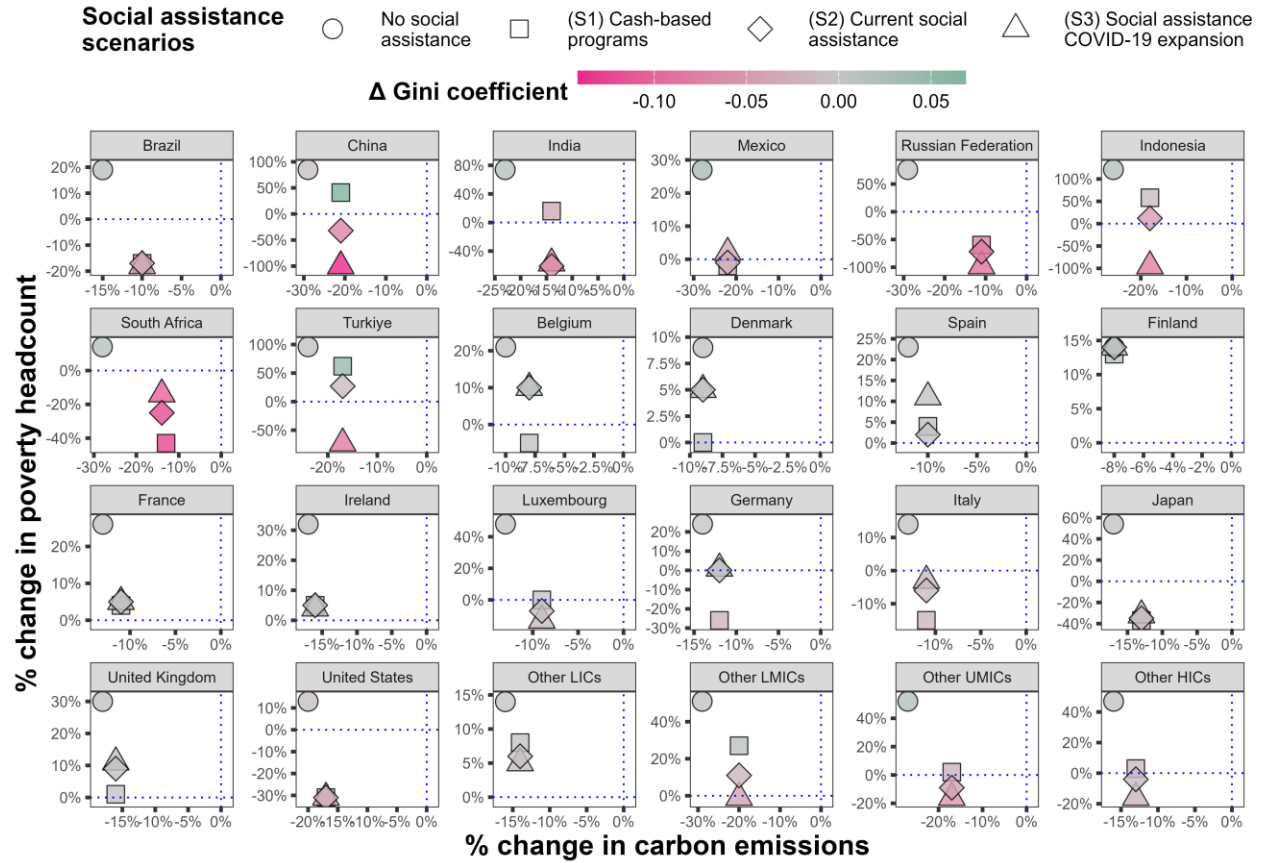 Social assistance scenarios
No social assistance
(S1) Cash-based programs
(S2) Current social assistance
(S3) Social assistance COVID-19 expansion
Δ Gini coefficient
-0.10 -0.05 0.00 0.05
% change in poverty headcount
Brazil
20%
10%
0%
-10%
-20%
-15% -10% -5% 0%
China
100%
50%
0%
-50%
-100%
-30% -20% -10% 0%
India
80%
40%
0%
-40%
-25% -20% -15% -10% -5% 0%
Mexico
30%
20%
10%
0%
-30% -20% -10% 0%
Russian Federation
50%
0%
-50%
-100%
-30% -20% -10% 0%
Indonesia
100%
50%
0%
-50%
-100%
-20% -10% 0%
South Africa
0%
-20%
-40%
-30% -20% -10% 0%
Turkiye
100%
50%
0%
-50%
-20% -10% 0%
Belgium
20%
10%
0%
-10% -7.5% -5% -2.5% 0%
Denmark
10%
7.5%
5%
2.5%
0%
-10% -7.5% -5% -2.5% 0%
Spain
25%
20%
15%
10%
5%
0%
-10% -5% 0%
Finland
15%
10%
5%
0%
-8% -6% -4% -2% 0%
France
20%
10%
0%
-10% -5% 0%
Ireland
30%
20%
10%
0%
-15% -10% -5% 0%
Luxembourg
40%
20%
0%
-10% -5% 0%
Germany
20%
10%
0%
-10%
-20%
-30%
-15% -10% -5% 0%
Italy
10%
0%
-10%
-10% -5% 0%
Japan
60%
40%
20%
0%
-20%
-40%
-15% -10% -5% 0%
United Kingdom
30%
20%
10%
0%
-15% -10% -5% 0%
United States
10%
0%
-10%
-20%
-30%
-20% -15% -10% -5% 0%
Other LICs
15%
10%
5%
0%
-15% -10% -5% 0%
Other LMICs
40%
20%
0%
-30% -20% -10% 0%
Other UMICs
40%
20%
0%
-20%
-20% -10% 0%
Other HICs
40%
20%
0%
-20%
-15% -10% -5% 0%
% change in carbon emissions